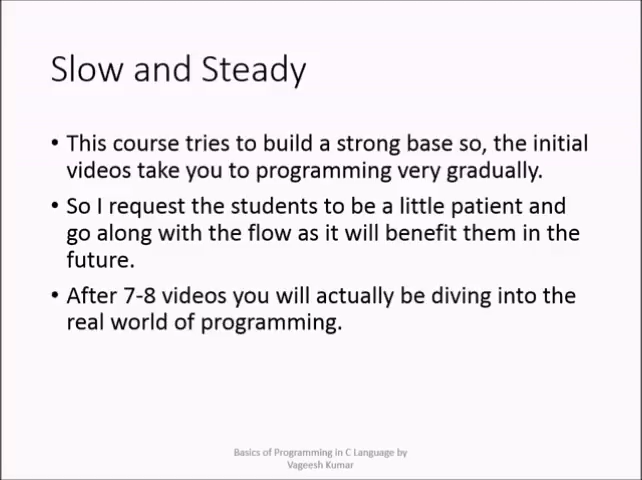 Slow and Steady
• This course tries to build a strong base so, the initial
videos take you to programming very gradually.
• So I request the students to be a little patient and
go along with the flow as it will benefit them in the
future.
• After 7-8 videos you will actually be diving into the
real world of programming.
Basics of Programming in C Language by
Vageesh Kumar